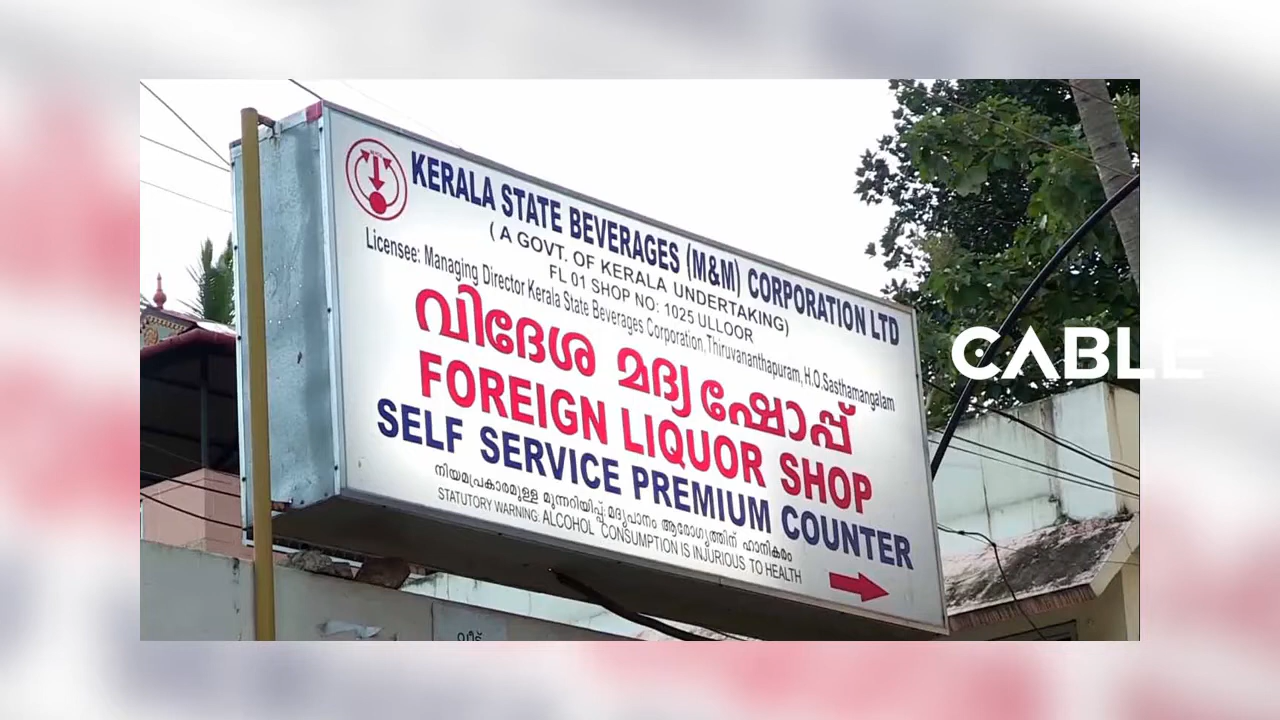 KERALA STATE BEVERAGES (M&M) CORPORATION LTD
( A GOVT. OF KERALA UNDERTAKING)
FL 01 SHOP NO: 1025 ULLOOR
Licensee: Managing Director Kerala State Beverages Corporation, Thiruvananthapuram, H.O.Sasthamangalam
വിദേശ മദ്യ ഷോപ്പ്
FOREIGN LIQUOR SHOP
SELF SERVICE PREMIUM COUNTER
നിയമപ്രകാരമുള്ള മുന്നറിയിപ്പ്: മദ്യപാനം ആരോഗ്യത്തിന് ഹാനികരം
STATUTORY WARNING: ALCOHOL CONSUMPTION IS INJURIOUS TO HEALTH
CABLE